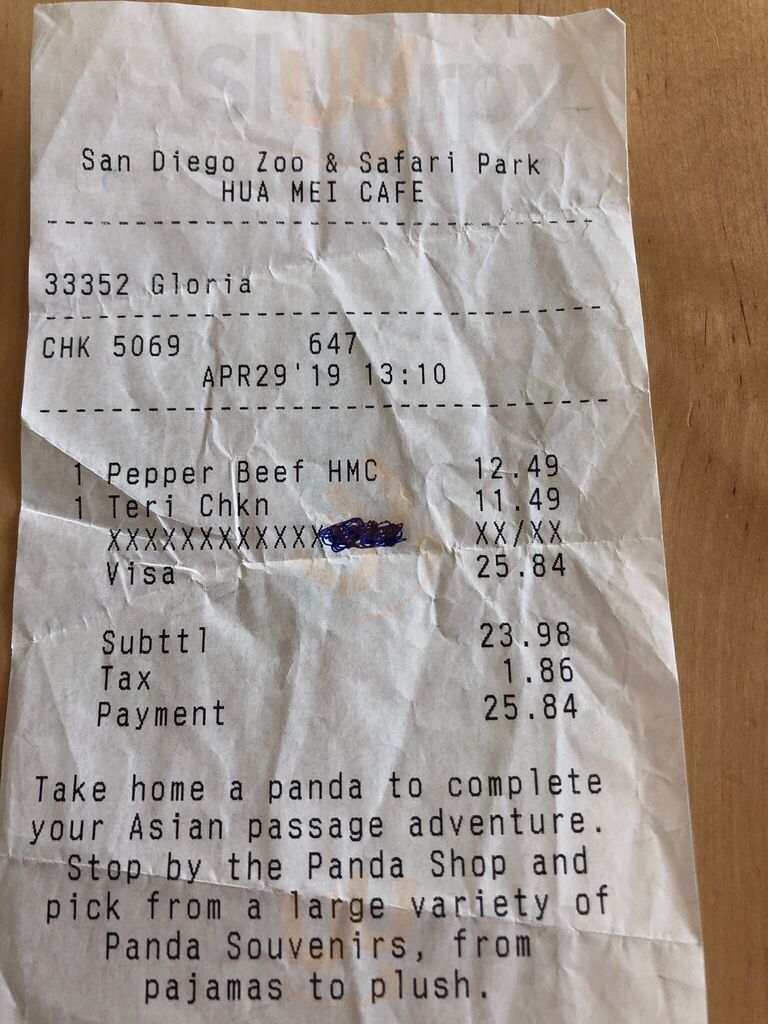 Sluurpy
San Diego Zoo & Safari Park
HUA MEI CAFE
33352 Gloria
CHK 5069 647
APR29'19 13:10
1 Pepper Beef HMC 12.49
1 Teri Chkn 11.49
XXXXXXXXXXXX XX/XX
Visa 25.84
Subttl 23.98
Tax 1.86
Payment 25.84
Take home a panda to complete
your Asian passage adventure.
Stop by the Panda Shop and
pick from a large variety of
Panda Souvenirs, from
pajamas to plush.